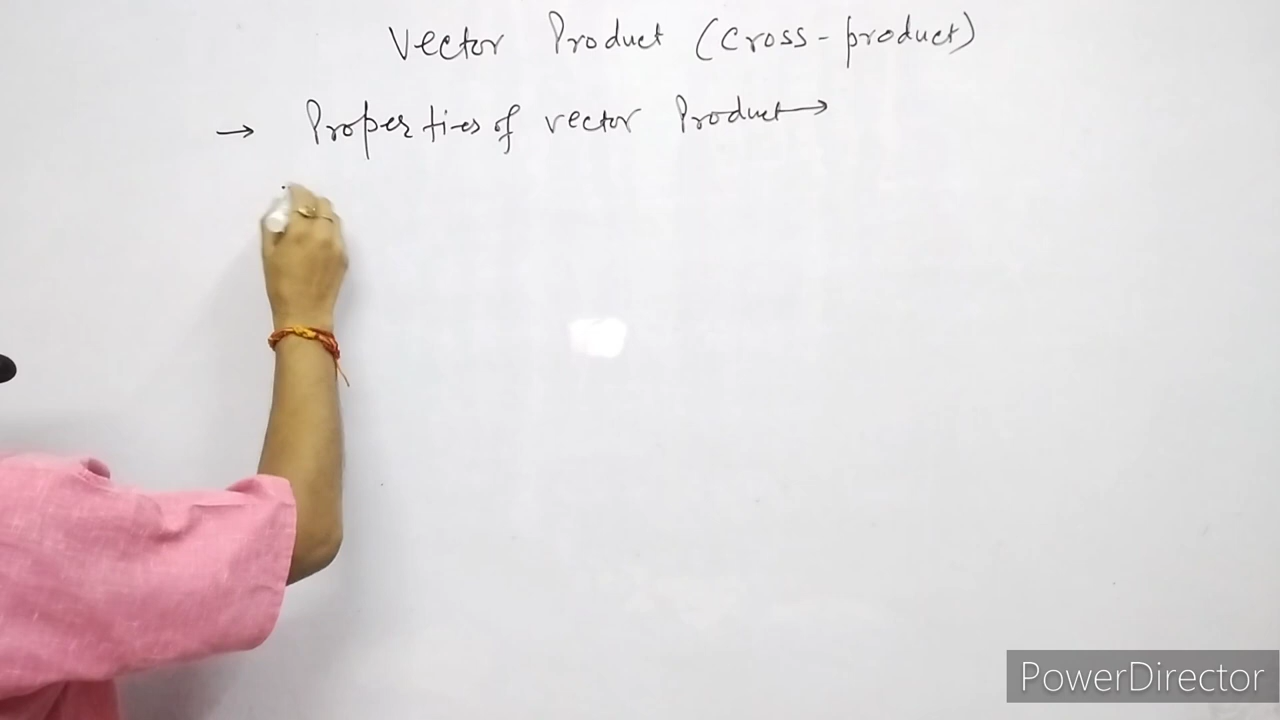 Vector Product (Cross-product)
→ Properties of vector Product →
PowerDirector